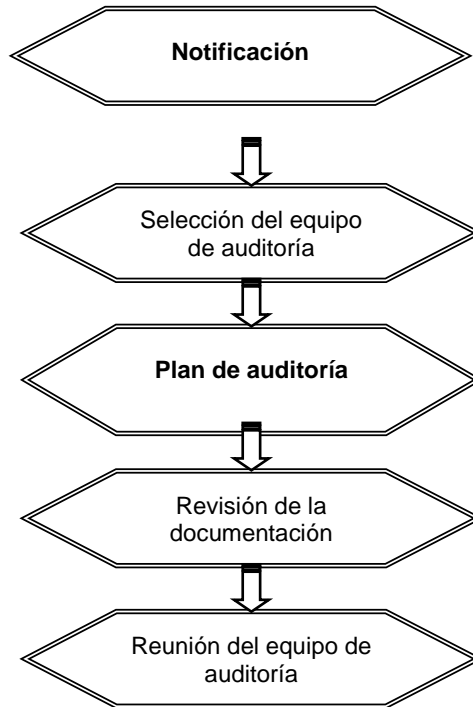 Notificación
Selección del equipo
de auditoría
Plan de auditoría
Revisión de la
documentación
Reunión del equipo de
auditoría